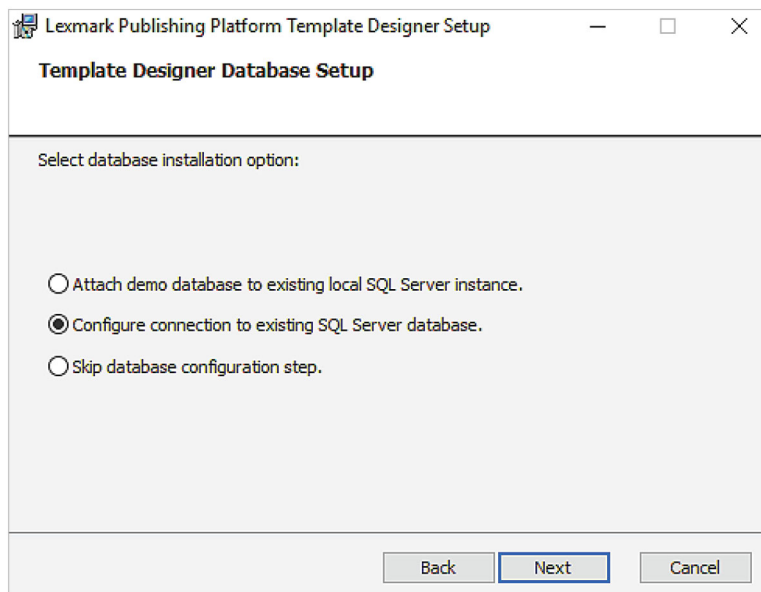 Lexmark Publishing Platform Template Designer Setup
Template Designer Database Setup
Select database installation option:
Attach demo database to existing local SQL Server instance.
Configure connection to existing SQL Server database.
Skip database configuration step.
Back Next Cancel